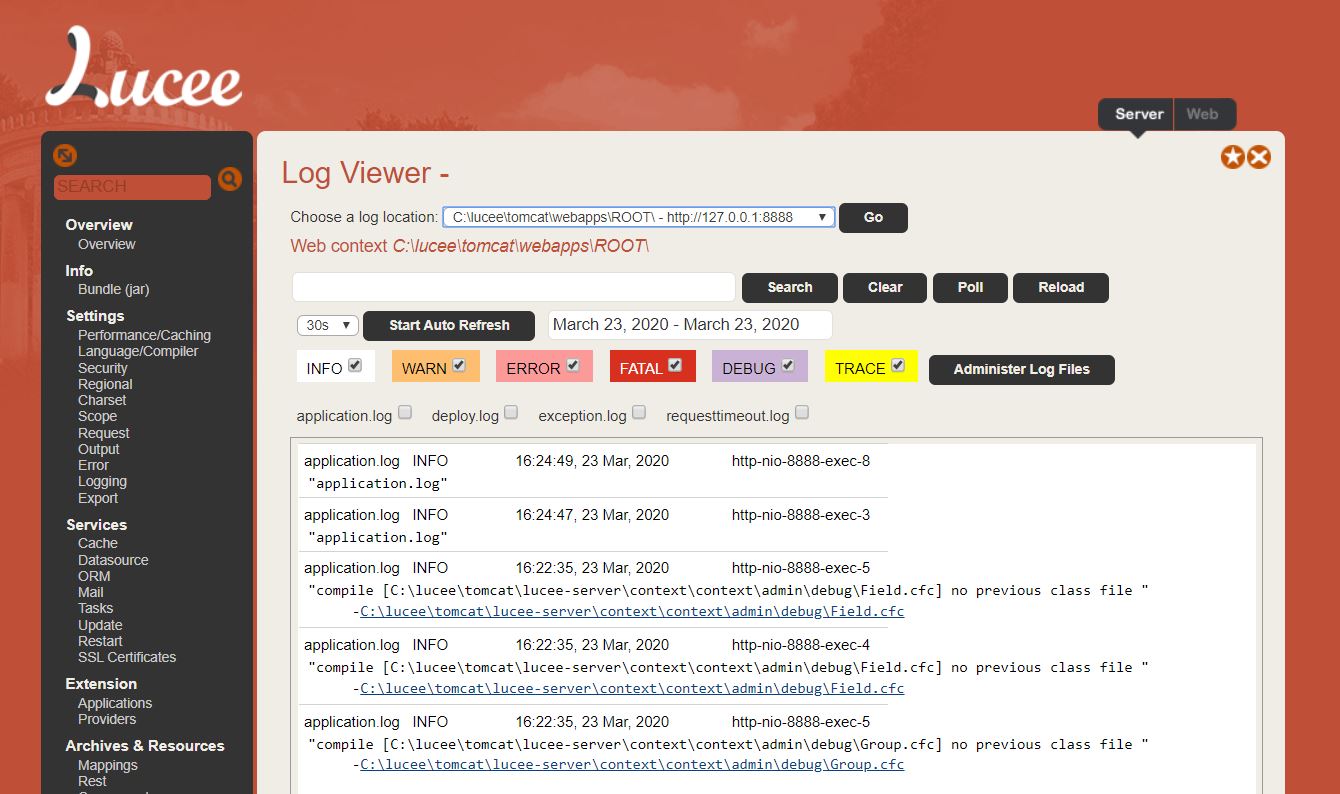 Lucee
Server Web
SEARCH
Overview
Overview
Info
Bundle (jar)
Settings
Performance/Caching
Language/Compiler
Security
Regional
Charset
Scope
Request
Output
Error
Logging
Export
Services
Cache
Datasource
ORM
Mail
Tasks
Update
Restart
SSL Certificates
Extension
Applications
Providers
Archives & Resources
Mappings
Rest
Log Viewer -
Choose a log location: C:\lucee\tomcat\webapps\ROOT\ - http://127.0.0.1:8888 Go
Web context C:\lucee\tomcat\webapps\ROOT\
Search Clear Poll Reload
30s Start Auto Refresh March 23, 2020 - March 23, 2020
INFO WARN ERROR FATAL DEBUG TRACE Administer Log Files
application.log deploy.log exception.log requesttimeout.log
application.log INFO 16:24:49, 23 Mar, 2020 http-nio-8888-exec-8
"application.log"
application.log INFO 16:24:47, 23 Mar, 2020 http-nio-8888-exec-3
"application.log"
application.log INFO 16:22:35, 23 Mar, 2020 http-nio-8888-exec-5
"compile [C:\lucee\tomcat\lucee-server\context\context\admin\debug\Field.cfc] no previous class file "
-C:\lucee\tomcat\lucee-server\context\context\admin\debug\Field.cfc
application.log INFO 16:22:35, 23 Mar, 2020 http-nio-8888-exec-4
"compile [C:\lucee\tomcat\lucee-server\context\context\admin\debug\Field.cfc] no previous class file "
-C:\lucee\tomcat\lucee-server\context\context\admin\debug\Field.cfc
application.log INFO 16:22:35, 23 Mar, 2020 http-nio-8888-exec-5
"compile [C:\lucee\tomcat\lucee-server\context\context\admin\debug\Group.cfc] no previous class file "
-C:\lucee\tomcat\lucee-server\context\context\admin\debug\Group.cfc